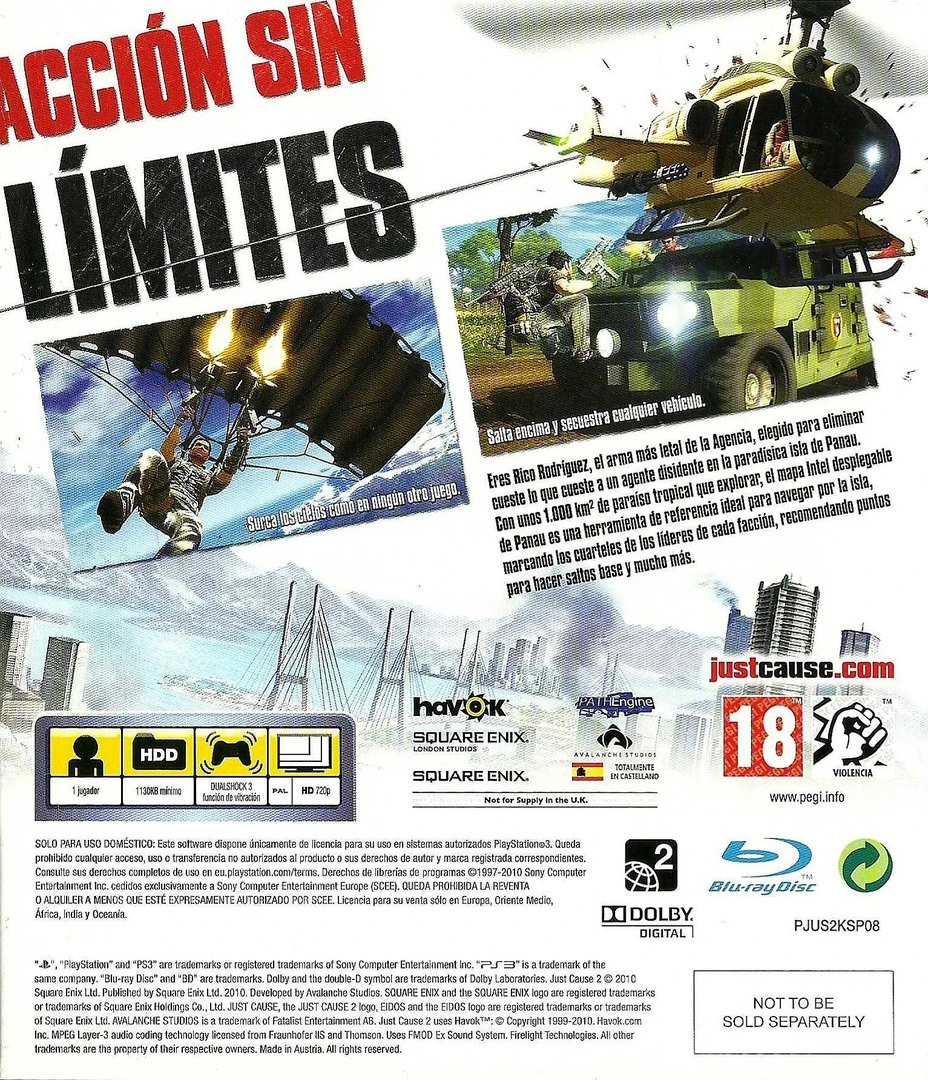 ACCIÓN SIN
LÍMITES
Salta encima y secuestra cualquier vehículo.
Surca los cielos como en ningún otro juego.
Eres Rico Rodríguez, el arma más letal de la Agencia, elegido para eliminar
cueste lo que cueste a un agente disidente en la paradísica isla de Panau.
Con unos 1.000 km² de paraíso tropical que explorar, el mapa Intel desplegable
de Panau es una herramienta de referencia ideal para navegar por la isla,
marcando los cuarteles de los líderes de cada facción, recomendando puntos
para hacer saltos base y mucho más.
justcause.com
havok
PATHEngine
SQUARE ENIX.
LONDON STUDIOS
AVALANCHE STUDIOS
SQUARE ENIX.
TOTALMENTE
EN CASTELLANO
Not for Supply in the U.K.
18
™
VIOLENCIA
www.pegi.info
HDD
1 jugador
1130KB mínimo
DUALSHOCK 3
función de vibración
PAL
HD 720p
SOLO PARA USO DOMÉSTICO: Este software dispone únicamente de licencia para su uso en sistemas autorizados PlayStation®3. Queda
prohibido cualquier acceso, uso o transferencia no autorizados al producto o sus derechos de autor y marca registrada correspondientes.
Consulte sus derechos completos de uso en eu.playstation.com/terms. Derechos de librerías de programas ©1997-2010 Sony Computer
Entertainment Inc. cedidos exclusivamente a Sony Computer Entertainment Europe (SCEE). QUEDA PROHIBIDA LA REVENTA
O ALQUILER A MENOS QUE ESTÉ EXPRESAMENTE AUTORIZADO POR SCEE. Licencia para su venta sólo en Europa, Oriente Medio,
África, India y Oceanía.
2
Blu-ray Disc ™
DOLBY.
DIGITAL
PJUS2KSP08
"PS", "PlayStation" and "PS3" are trademarks or registered trademarks of Sony Computer Entertainment Inc. "PS3" is a trademark of the
same company. "Blu-ray Disc" and "BD" are trademarks. Dolby and the double-D symbol are trademarks of Dolby Laboratories. Just Cause 2 © 2010
Square Enix Ltd. Published by Square Enix Ltd. 2010. Developed by Avalanche Studios. SQUARE ENIX and the SQUARE ENIX logo are registered trademarks
or trademarks of Square Enix Holdings Co., Ltd. JUST CAUSE, the JUST CAUSE 2 logo, EIDOS and the EIDOS logo are registered trademarks or trademarks
of Square Enix Ltd. AVALANCHE STUDIOS is a trademark of Fatalist Entertainment AB. Just Cause 2 uses Havok™: © Copyright 1999-2010. Havok.com
Inc. MPEG Layer-3 audio coding technology licensed from Fraunhofer IIS and Thomson. Uses FMOD Ex Sound System. Firelight Technologies. All other
trademarks are the property of their respective owners. Made in Austria. All rights reserved.
NOT TO BE
SOLD SEPARATELY